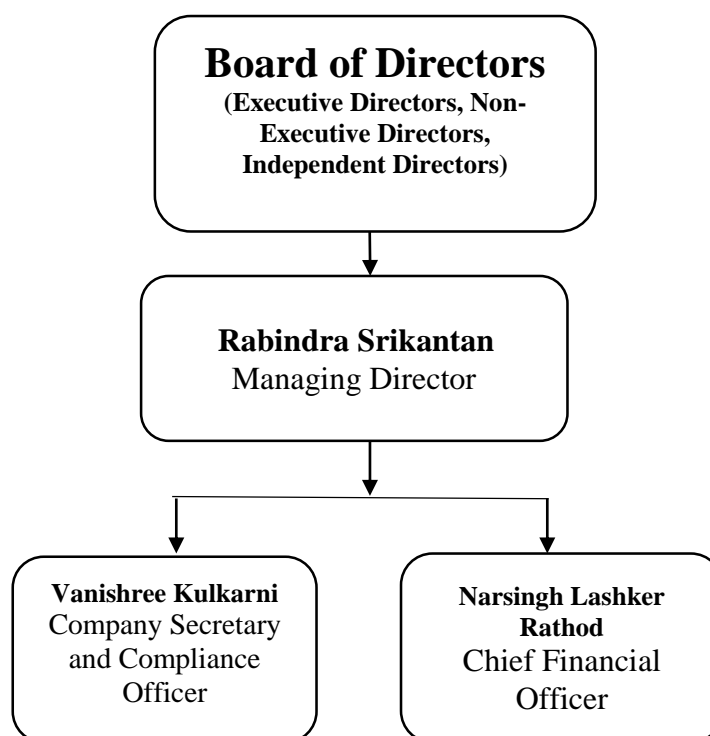 Board of Directors
(Executive Directors, Non-
Executive Directors,
Independent Directors)
Rabindra Srikantan
Managing Director
Vanishree Kulkarni
Company Secretary
and Compliance
Officer
Narsingh Lashker
Rathod
Chief Financial
Officer